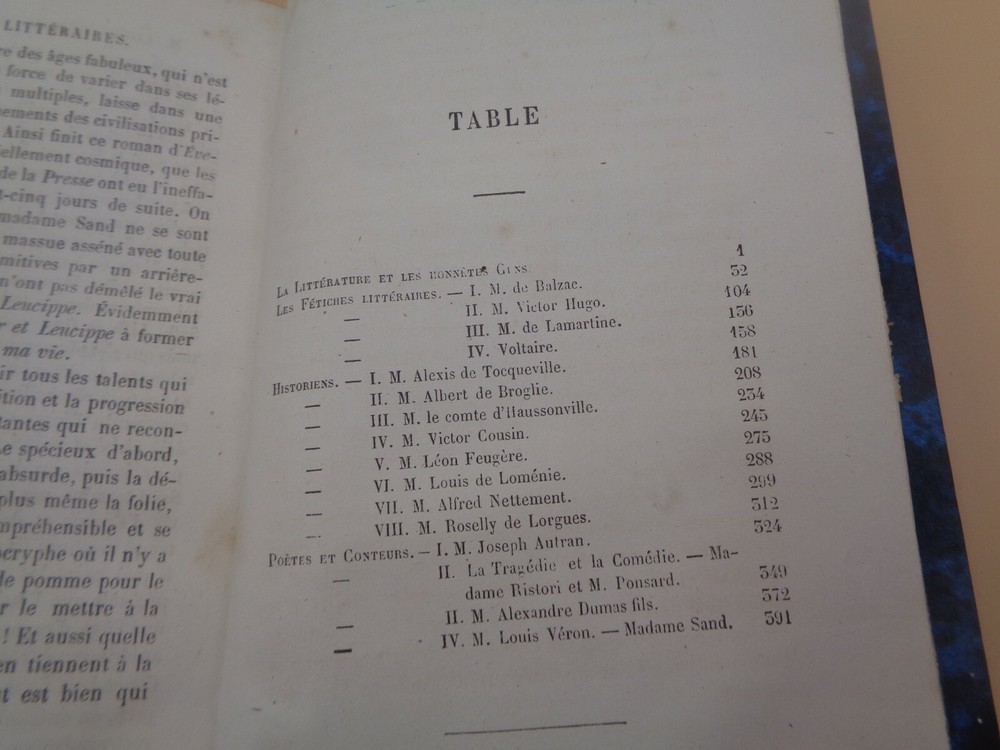 LITTÉRAIRES.
re des âges fabuleux, qui n'est
force de varier dans ses lé-
multiples, laisse dans une
ements des civilisations pri-
Ainsi finit ce roman d'Éve-
ellement cosmique, que les
de la Presse ont eu l'ineffa-
t-cinq jours de suite. On
madame Sand ne se sont
massue asséné avec toute
mitives par un arrière-
n'ont pas démêlé le vrai
Leucippe. Évidemment
r et Leucippe à former
ma vie.
ir tous les talents qui
ition et la progression
tantes qui ne recon-
Le spécieux d'abord,
absurde, puis la dé-
plus même la folie,
mpréhensible et se
ocryphe où il n'y a
de pomme pour le
r le mettre à la
! Et aussi quelle
en tiennent à la
t est bien qui
TABLE
LA LITTÉRATURE ET LES HONNÊTES GENS 1
LES FÉTICHES LITTÉRAIRES. — I. M. de Balzac. 32
— II. M. Victor Hugo. 104
— III. M. de Lamartine. 136
— IV. Voltaire. 158
HISTORIENS. — I. M. Alexis de Tocqueville. 181
— II. M. Albert de Broglie. 208
— III. M. le comte d'Haussonville. 234
— IV. M. Victor Cousin. 245
— V. M. Léon Feugère. 275
— VI. M. Louis de Loménie. 288
— VII. M. Alfred Nettement. 299
— VIII. M. Roselly de Lorgues. 312
POËTES ET CONTEURS. — I. M. Joseph Autran. 324
— II. La Tragédie et la Comédie. — Ma-
dame Ristori et M. Ponsard. 349
— II. M. Alexandre Dumas fils. 372
— IV. M. Louis Véron. — Madame Sand. 391